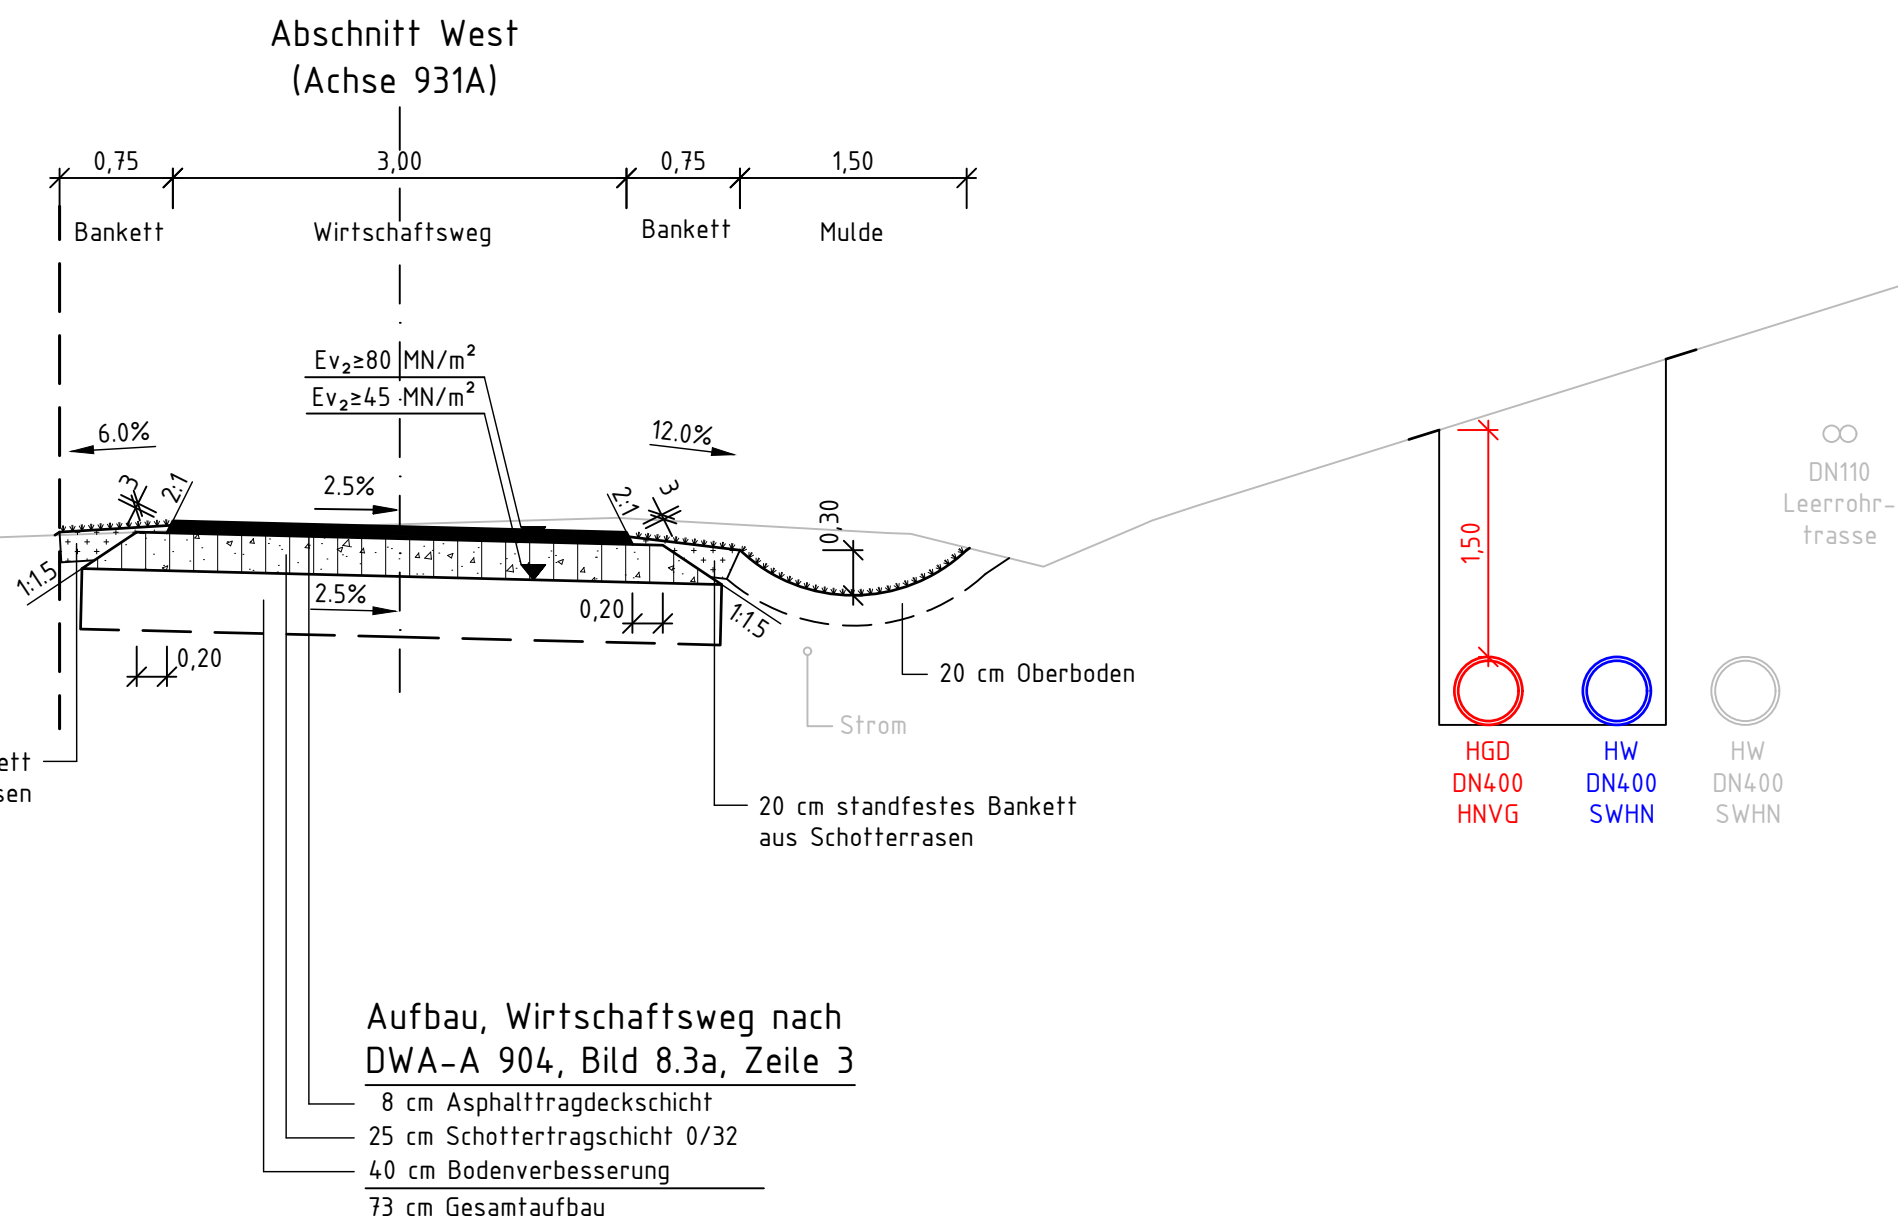 Abschnitt West
(Achse 931A)
0,75
3,00
0,75
1,50
Bankett
Wirtschaftsweg
Bankett
Mulde
Ev₂≥80 MN/m²
Ev₂≥45 MN/m²
6.0%
12.0%
3
2:1
2.5%
2:1
3
0,30
1,50
DN110
Leerrohr-
trasse
1:1.5
2.5%
0,20
1:1.5
0,20
20 cm Oberboden
Strom
ett
sen
20 cm standfestes Bankett
aus Schotterrasen
HGD
DN400
HNVG
HW
DN400
SWHN
HW
DN400
SWHN
Aufbau, Wirtschaftsweg nach
DWA-A 904, Bild 8.3a, Zeile 3
8 cm Asphalttragdeckschicht
25 cm Schottertragschicht 0/32
40 cm Bodenverbesserung
73 cm Gesamtaufbau